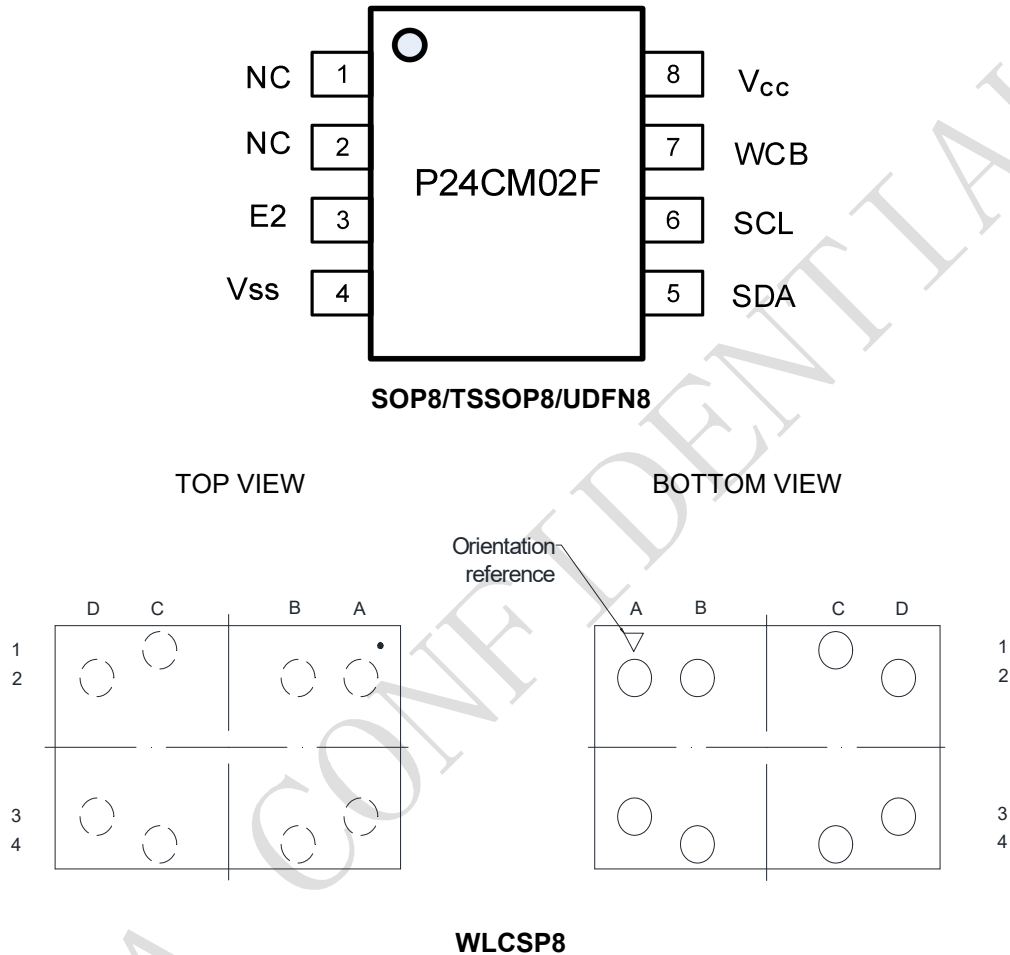 NC 1 8 Vcc
NC 2 7 WCB
P24CM02F
E2 3 6 SCL
Vss 4 5 SDA
SOP8/TSSOP8/UDFN8
TOP VIEW BOTTOM VIEW
Orientation
reference
D C B A A B C D
1 1
2 2
3 3
4 4
WLCSP8
CONFIDENTIAL